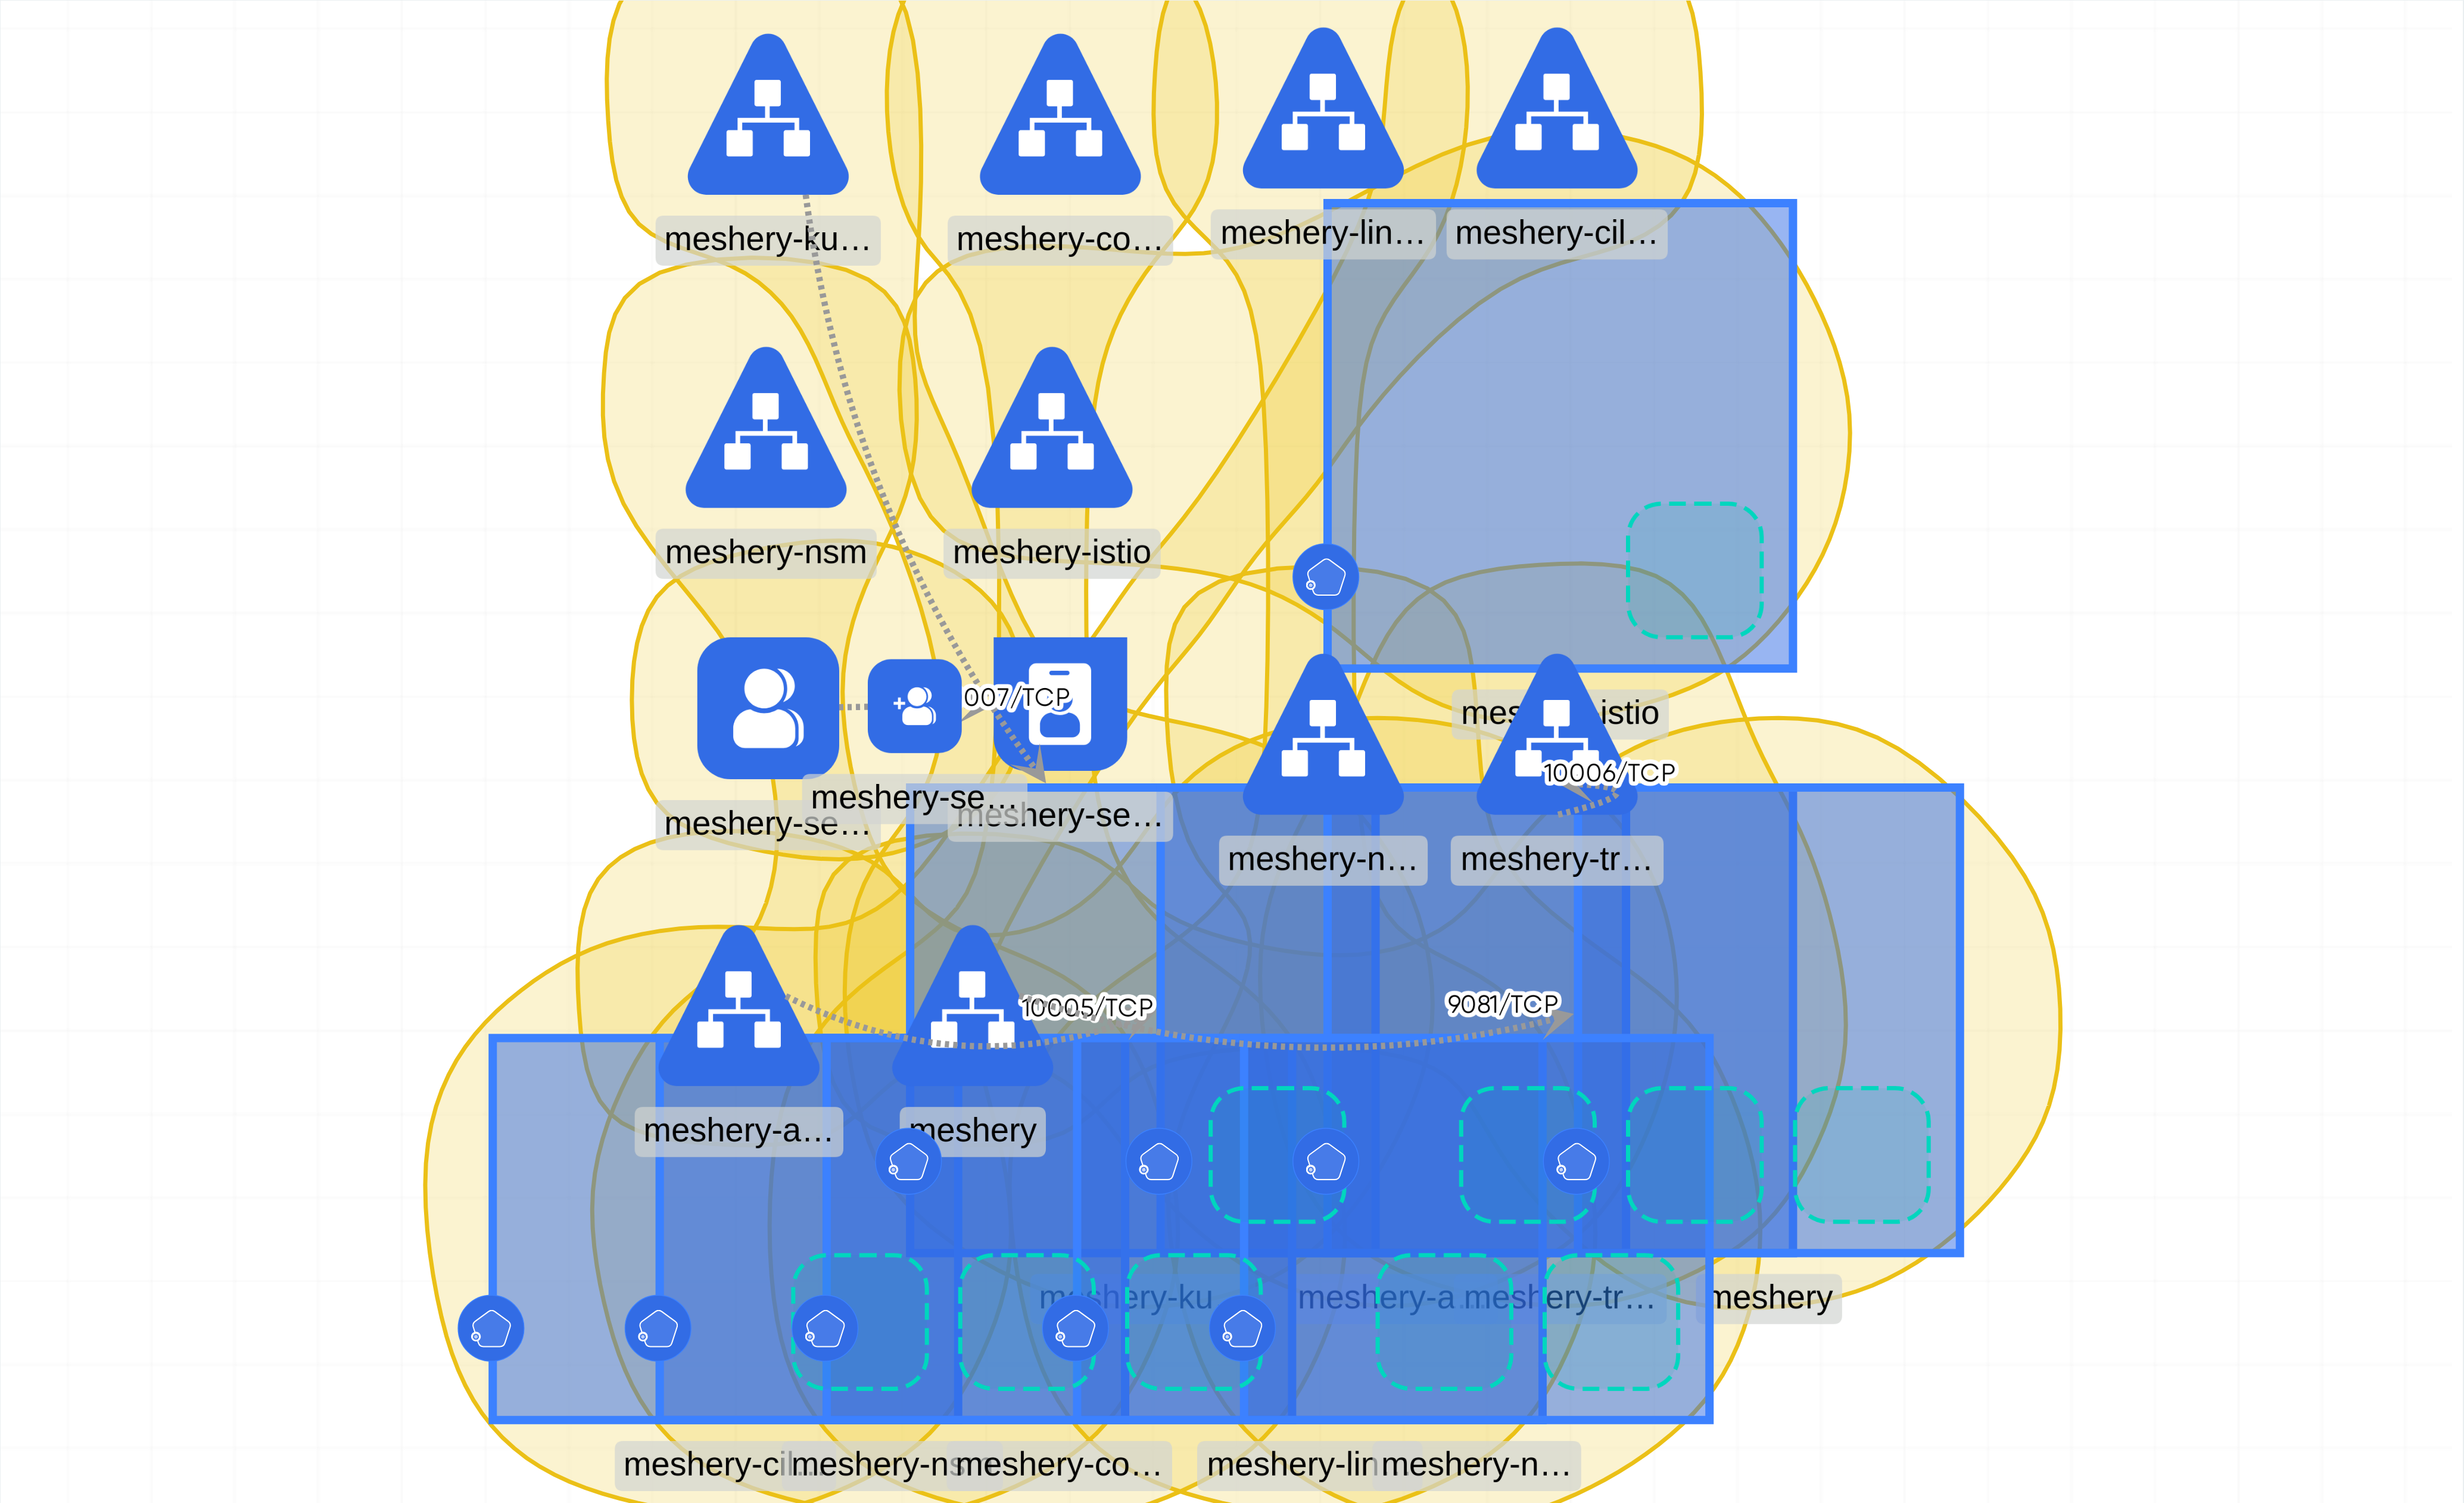 meshery-ku…
meshery-co…
meshery-lin…
meshery-cil…
meshery-nsm
meshery-istio
007/TCP
istio
10006/TCP
meshery-se…
meshery-se…
meshery-se…
meshery-n…
meshery-tr…
10005/TCP
9081/TCP
meshery-a…
meshery
meshery-ku
meshery-a…
meshery-tr…
meshery
meshery-cil…
meshery-nsm
meshery-co…
meshery-lin
meshery-n…